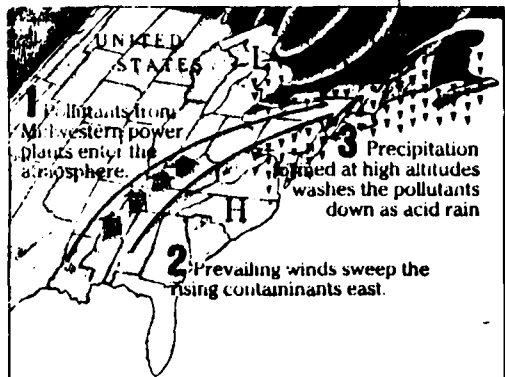 UNITED
STATES
L
1 Pollutants from
Midwestern power
plants enter the
atmosphere.
3 Precipitation
formed at high altitudes
washes the pollutants
down as acid rain
H
2 Prevailing winds sweep the
rising contaminants east.